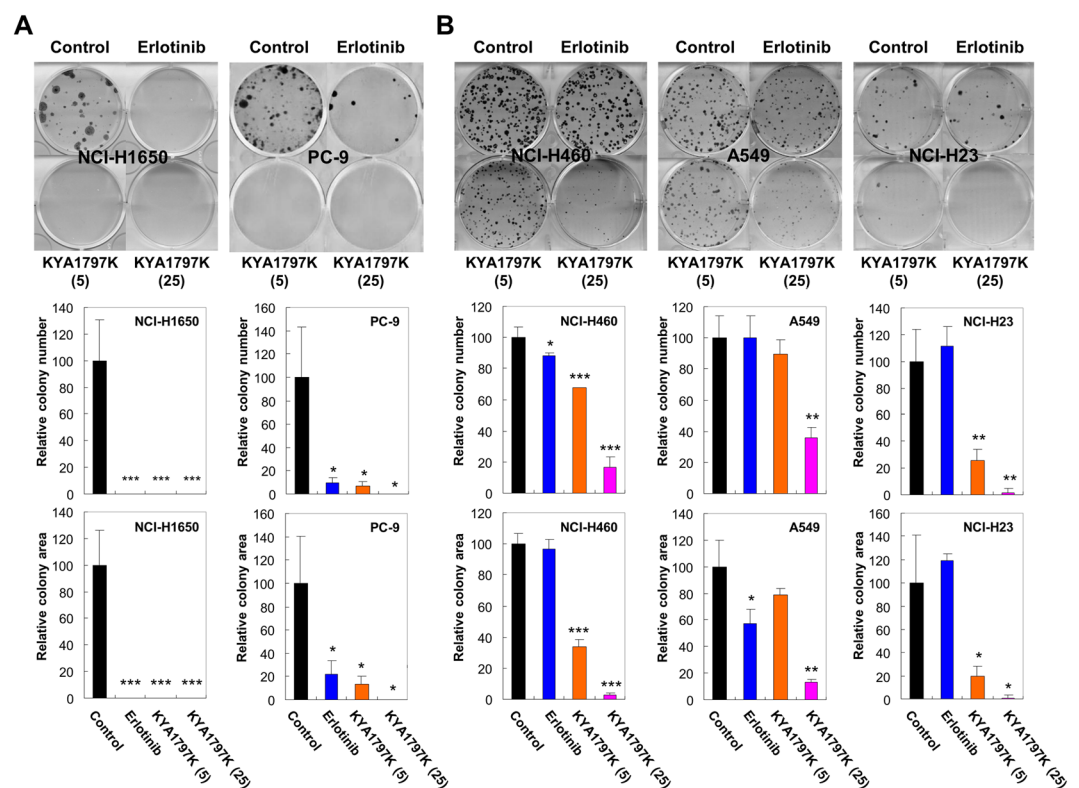 A
B
Control Erlotinib
Control Erlotinib
Control Erlotinib
Control Erlotinib
Control Erlotinib
NCI-H1650
PC-9
NCI-H460
A549
NCI-H23
KYA1797K KYA1797K
(5) (25)
KYA1797K KYA1797K
(5) (25)
KYA1797K KYA1797K
(5) (25)
KYA1797K KYA1797K
(5) (25)
KYA1797K KYA1797K
(5) (25)
Relative colony number
140
120
100
80
60
40
20
0
NCI-H1650
*** *** ***
Relative colony number
160
140
120
100
80
60
40
20
0
PC-9
* * *
Relative colony number
120
100
80
60
40
20
0
NCI-H460
* *** ***
Relative colony number
120
100
80
60
40
20
0
A549
**
Relative colony number
140
120
100
80
60
40
20
0
NCI-H23
** **
Relative colony area
140
120
100
80
60
40
20
0
NCI-H1650
*** *** ***
Relative colony area
160
140
120
100
80
60
40
20
0
PC-9
* * *
Relative colony area
120
100
80
60
40
20
0
NCI-H460
*** ***
Relative colony area
140
120
100
80
60
40
20
0
A549
* **
Relative colony area
160
140
120
100
80
60
40
20
0
NCI-H23
* *
Control
Erlotinib
KYA1797K (5)
KYA1797K (25)
Control
Erlotinib
KYA1797K (5)
KYA1797K (25)
Control
Erlotinib
KYA1797K (5)
KYA1797K (25)
Control
Erlotinib
KYA1797K (5)
KYA1797K (25)
Control
Erlotinib
KYA1797K (5)
KYA1797K (25)